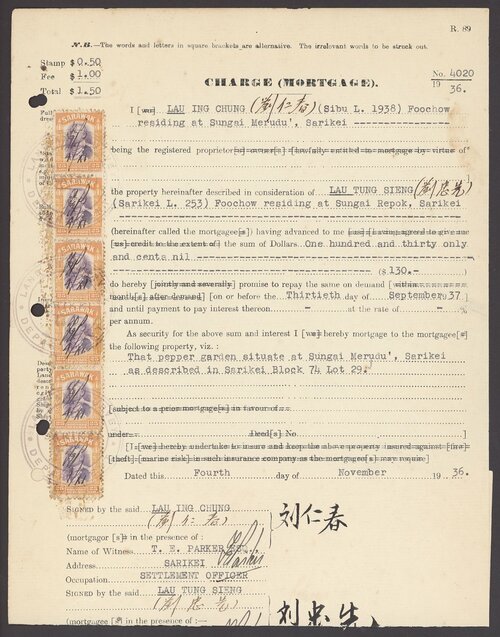 R. 89
N.B.—The words and letters in square brackets are alternative. The irrelevant words to be struck out.
Stamp $0.50
Fee $1.00
Total $1.50
CHARGE (MORTGAGE).
No. 4020
19 36.
I [we] LAU ING CHUNG (劉仁春) (Sibu L. 1938) Foochow
residing at Sungai Merudu', Sarikei
being the registered proprietor[s] owner[s] [lawfully entitled to mortgage by virtue of
the property hereinafter described in consideration of LAU TUNG SIENG (劉忠先)
(Sarikei L. 253) Foochow residing at Sungai Repok, Sarikei
(hereinafter called the mortgagee[s]) having advanced to me [us] having agreed to give me
[us] credit to the extent of the sum of Dollars One hundred and thirty only
and cents nil
($ 130.- )
do hereby [jointly and severally] promise to repay the same on demand [within
month[s] after demand] [on or before the Thirtieth day of September 37]
and until payment to pay interest thereon at the rate of %
per annum.
As security for the above sum and interest I [we] hereby mortgage to the mortgagee[s]
the following property, viz.:
That pepper garden situate at Sungai Merudu', Sarikei
as described in Sarikei Block 74 Lot 29.
[subject to a prior mortgage[s] in favour of
under Deed[s] No
[I [we] hereby undertake to insure and keep the above property insured against [fire]
[theft] [marine risk] in such insurance company as the mortgagee[s] may require]
Dated this Fourth day of November 19 36.
SIGNED by the said LAU ING CHUNG
(劉仁春)
刘仁春
(mortgagor [s] in the presence of :
Name of Witness T. E. PARKER
Address SARIKEI
Occupation SETTLEMENT OFFICER
SIGNED by the said LAU TUNG SIENG
(劉忠先)
刘忠先
(mortgagee [s] in the presence of :—
SARAWAK
SARAWAK
SARAWAK
SARAWAK
SARAWAK
SARAWAK